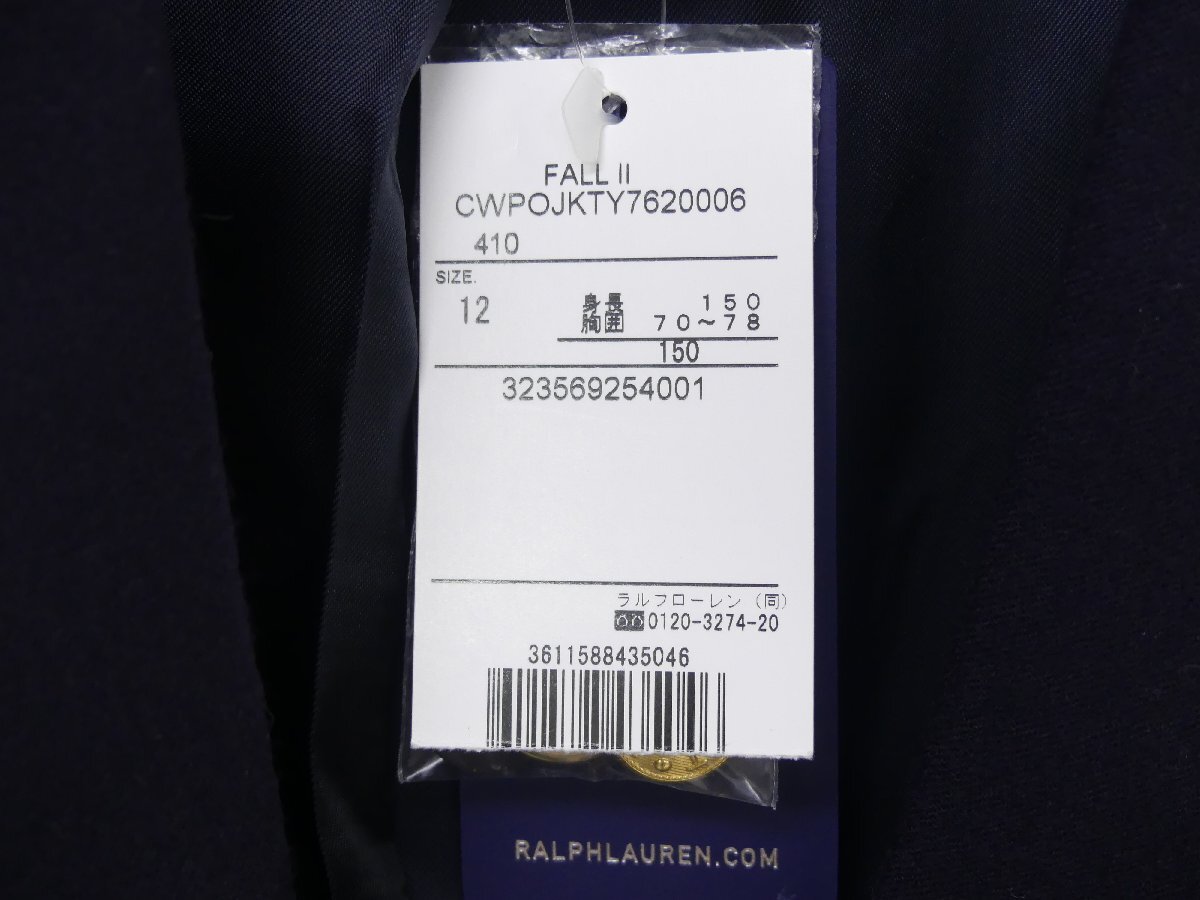 FALL II
CWPOJKTY7620006
410
SIZE.
12
身長 150
胸囲 70～78
150
323569254001
ラルフローレン（同）
0120-3274-20
3611588435046
RALPHLAUREN.COM